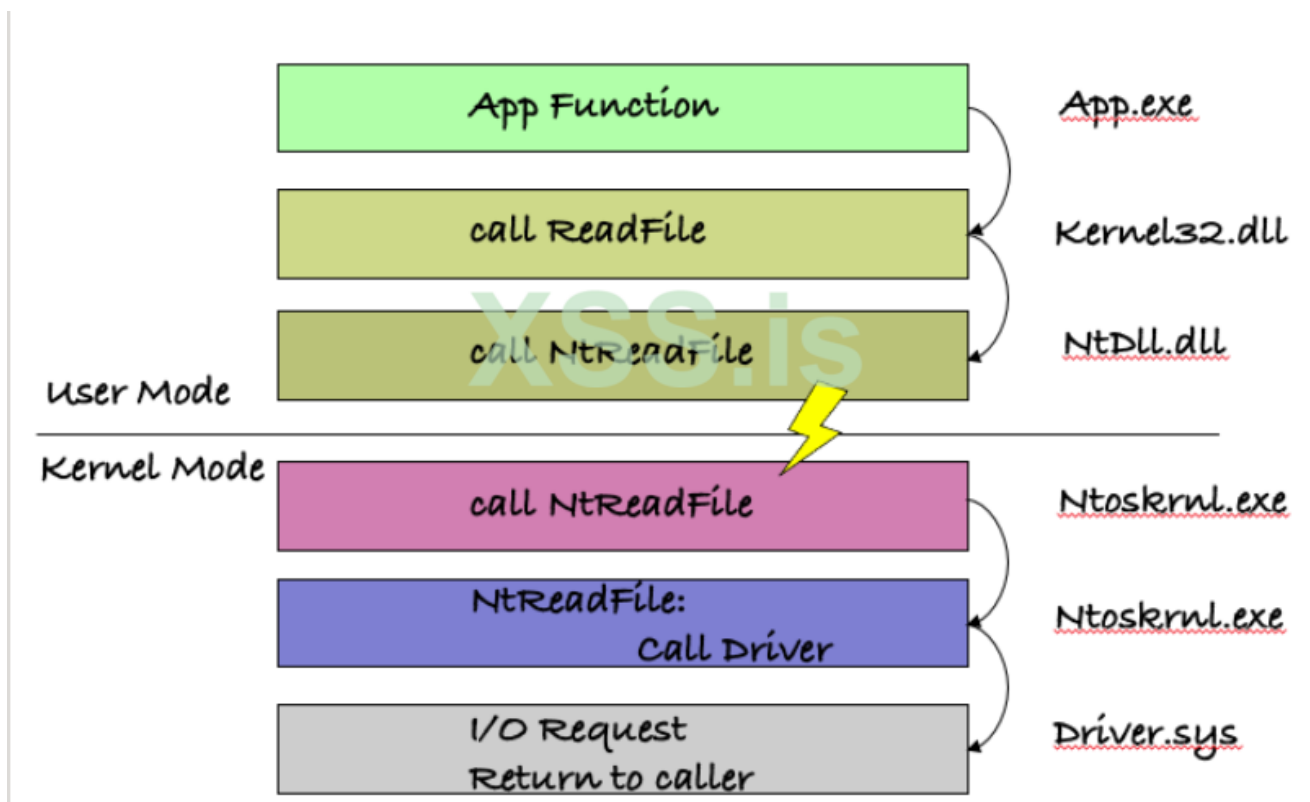 App Function
App.exe
call ReadFile
Kernel32.dll
call NtReadFile
NtDll.dll
XSS.is
User Mode
Kernel Mode
call NtReadFile
Ntoskrnl.exe
NtReadFile:
Call Driver
Ntoskrnl.exe
I/O Request
Return to caller
Driver.sys